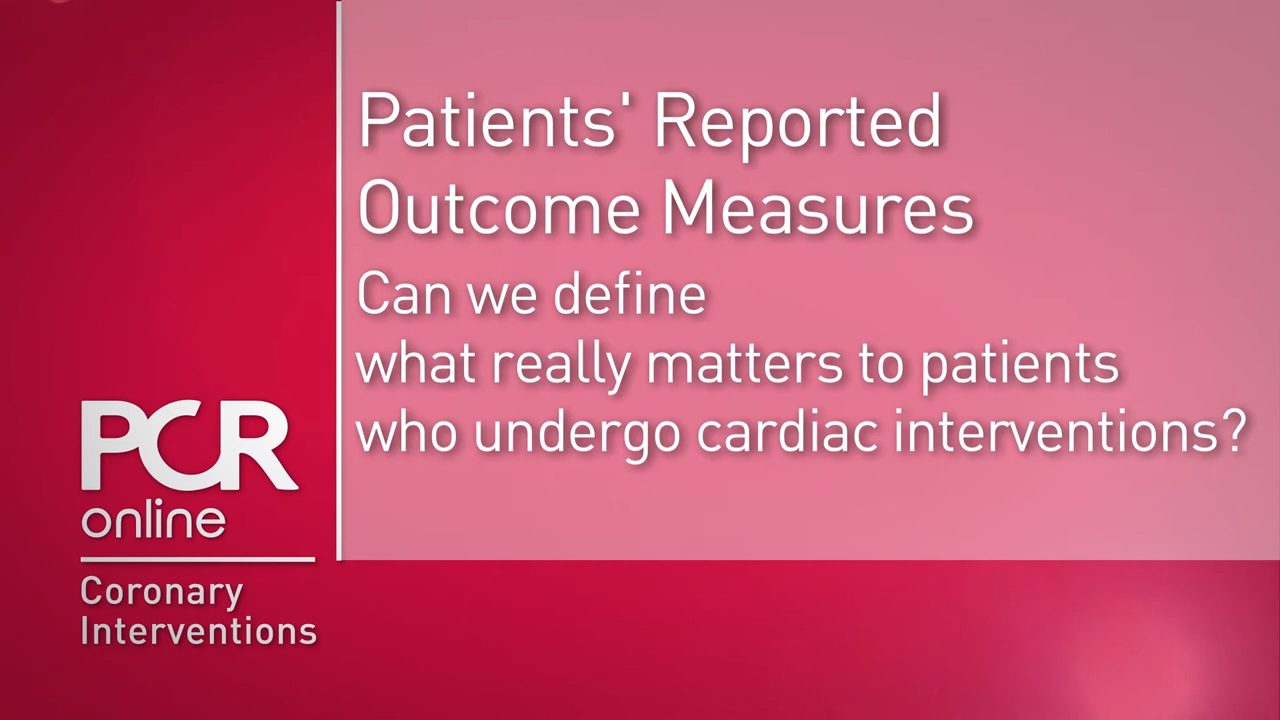 Patients' Reported
Outcome Measures
Can we define
what really matters to patients
who undergo cardiac interventions?
PCR
online
Coronary
Interventions